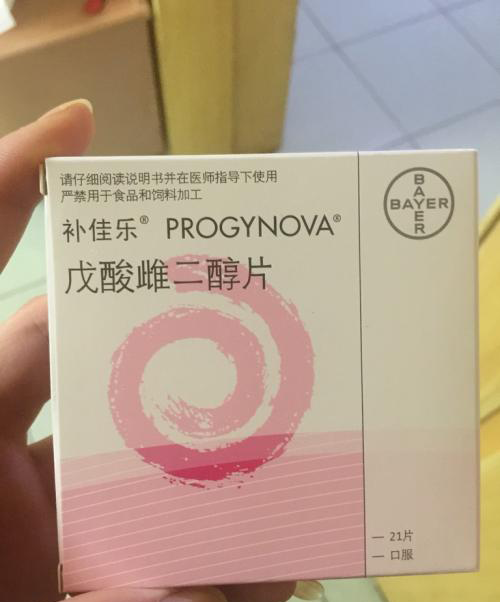 请仔细阅读说明书并在医师指导下使用
严禁用于食品和饲料加工
补佳乐® PROGYNOVA®
戊酸雌二醇片
BAYER
BAYER
— 21片
— 口服